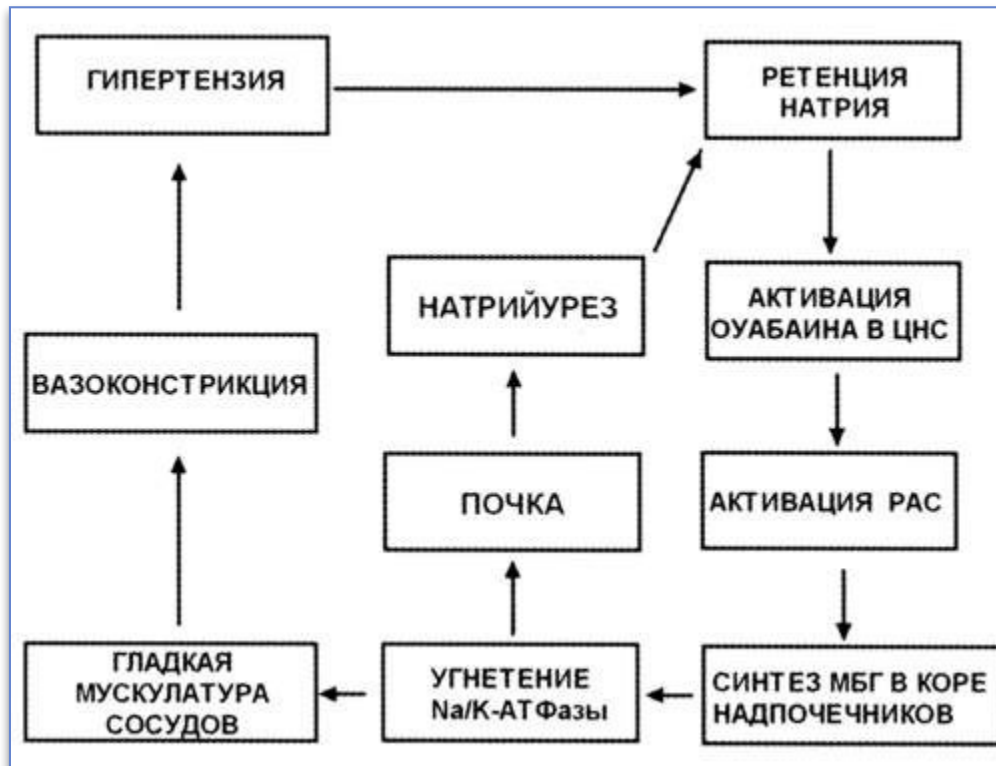 ГИПЕРТЕНЗИЯ
РЕТЕНЦИЯ
НАТРИЯ
НАТРИЙУРЕЗ
АКТИВАЦИЯ
ОУАБАИНА В ЦНС
ВАЗОКОНСТРИКЦИЯ
ПОЧКА
АКТИВАЦИЯ РАС
ГЛАДКАЯ
МУСКУЛАТУРА
СОСУДОВ
УГНЕТЕНИЕ
Na/K-АТФазы
СИНТЕЗ МБГ В КОРЕ
НАДПОЧЕЧНИКОВ